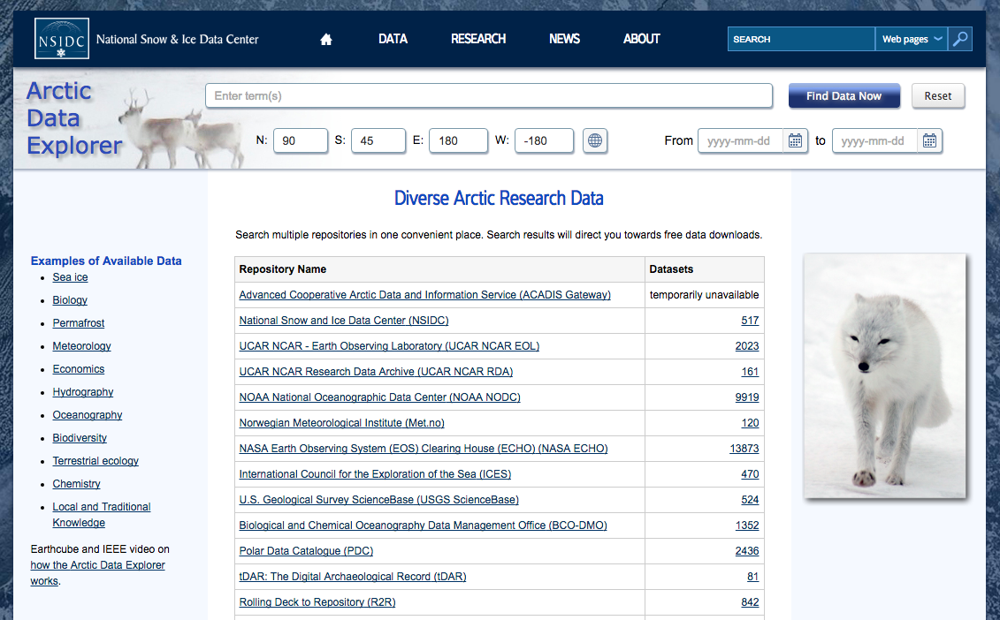 NSIDC
National Snow & Ice Data Center
DATA
RESEARCH
NEWS
ABOUT
SEARCH
Web pages
Arctic
Data
Explorer
Enter term(s)
Find Data Now
Reset
N: 90 S: 45 E: 180 W: -180
From yyyy-mm-dd to yyyy-mm-dd
Examples of Available Data
Sea ice
Biology
Permafrost
Meteorology
Economics
Hydrography
Oceanography
Biodiversity
Terrestrial ecology
Chemistry
Local and Traditional
Knowledge
Earthcube and IEEE video on
how the Arctic Data Explorer
works.
Diverse Arctic Research Data
Search multiple repositories in one convenient place. Search results will direct you towards free data downloads.
Repository Name Datasets
Advanced Cooperative Arctic Data and Information Service (ACADIS Gateway) temporarily unavailable
National Snow and Ice Data Center (NSIDC) 517
UCAR NCAR - Earth Observing Laboratory (UCAR NCAR EOL) 2023
UCAR NCAR Research Data Archive (UCAR NCAR RDA) 161
NOAA National Oceanographic Data Center (NOAA NODC) 9919
Norwegian Meteorological Institute (Met.no) 120
NASA Earth Observing System (EOS) Clearing House (ECHO) (NASA ECHO) 13873
International Council for the Exploration of the Sea (ICES) 470
U.S. Geological Survey ScienceBase (USGS ScienceBase) 524
Biological and Chemical Oceanography Data Management Office (BCO-DMO) 1352
Polar Data Catalogue (PDC) 2436
tDAR: The Digital Archaeological Record (tDAR) 81
Rolling Deck to Repository (R2R) 842